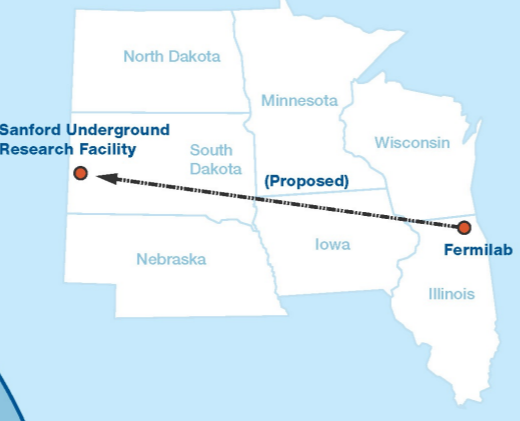 North Dakota
Minnesota
Sanford Underground
Research Facility
Wisconsin
South
Dakota
(Proposed)
Iowa
Fermilab
Nebraska
Illinois